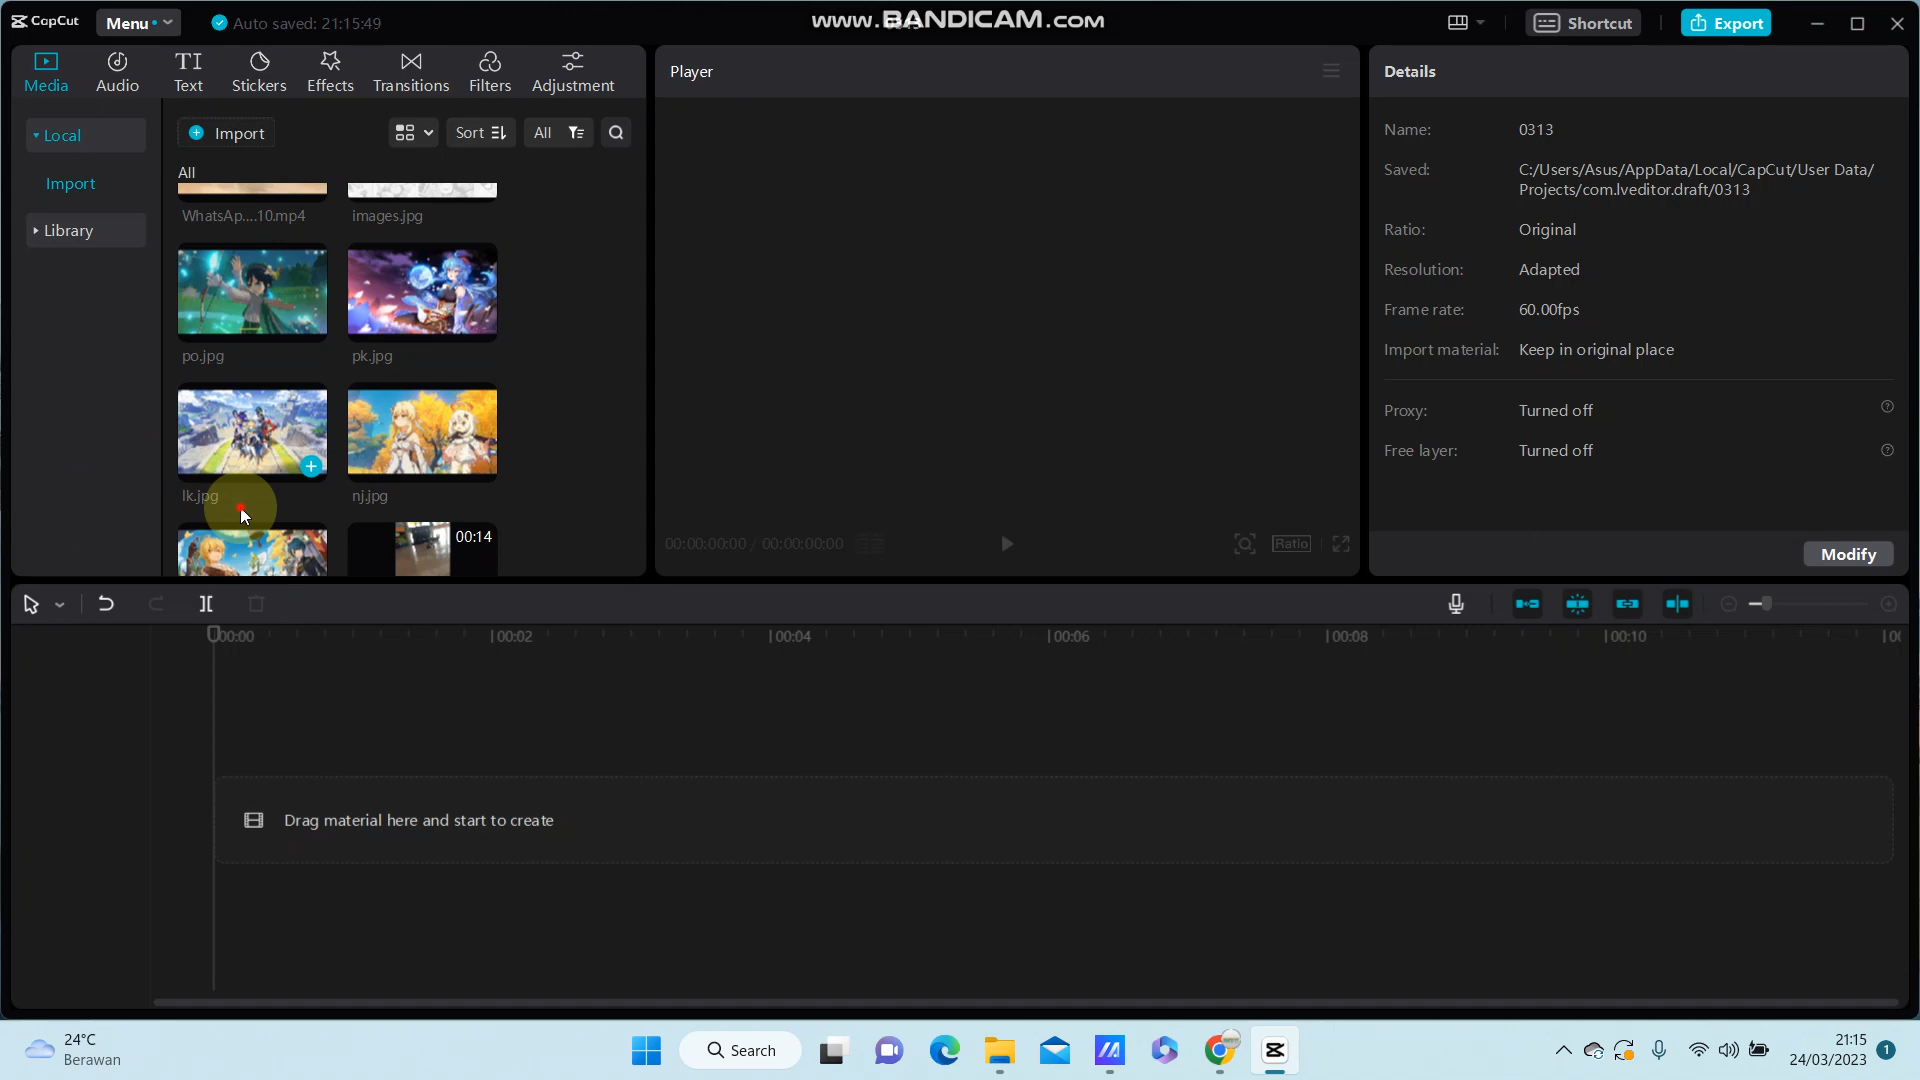 CapCut
Menu
Auto saved: 21:15:49
www.BANDICAM.COM
Shortcut
Export
Media
Audio
TI
Text
Stickers
Effects
Transitions
Filters
Adjustment
Player
Details
Local
Import
Library
Import
Sort
All
All
WhatsAp....10.mp4
images.jpg
po.jpg
pk.jpg
lk.jpg
nj.jpg
00:14
00:00:00:00 / 00:00:00:00
Ratio
Name: 0313
Saved: C:/Users/Asus/AppData/Local/CapCut/User Data/
Projects/com.lveditor.draft/0313
Ratio: Original
Resolution: Adapted
Frame rate: 60.00fps
Import material: Keep in original place
Proxy: Turned off
Free layer: Turned off
Modify
00:00
00:02
00:04
00:06
00:08
00:10
Drag material here and start to create
24°C
Berawan
Search
21:15
24/03/2023
1